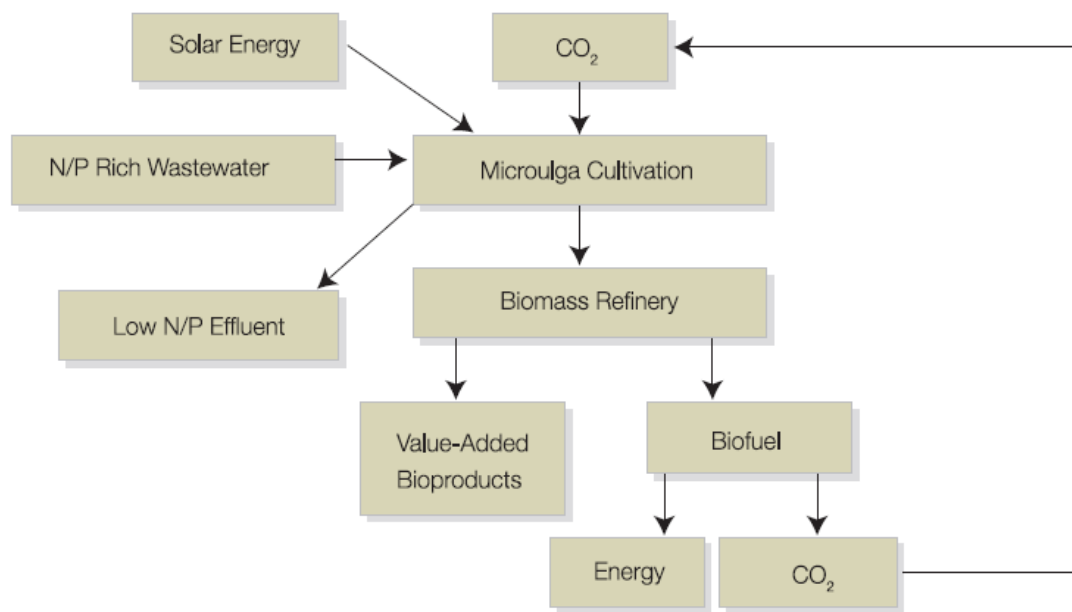 Solar Energy
CO₂
N/P Rich Wastewater
Microulga Cultivation
Low N/P Effluent
Biomass Refinery
Value-Added
Bioproducts
Biofuel
Energy
CO₂